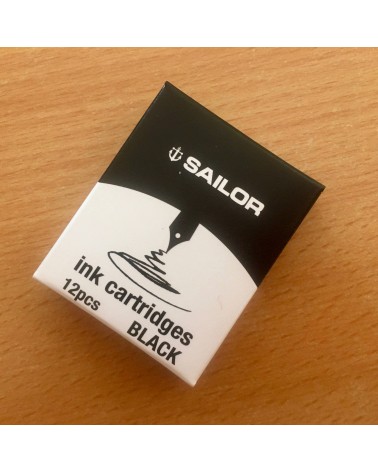 SAILOR
ink cartridges
12pcs
BLACK